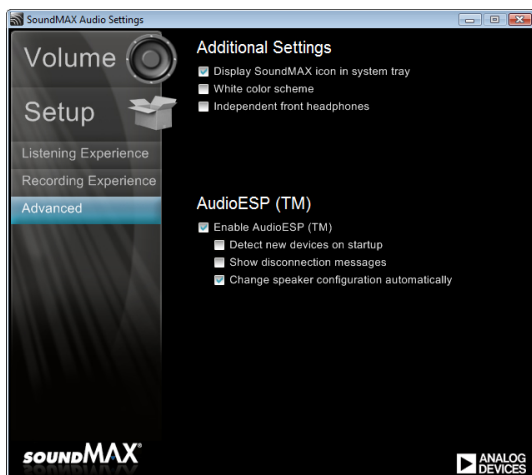 SoundMAX Audio Settings
Volume
Setup
Listening Experience
Recording Experience
Advanced
Additional Settings
Display SoundMAX icon in system tray
White color scheme
Independent front headphones
AudioESP (TM)
Enable AudioESP (TM)
Detect new devices on startup
Show disconnection messages
Change speaker configuration automatically
SOUNDMAX®
ANALOG
DEVICES